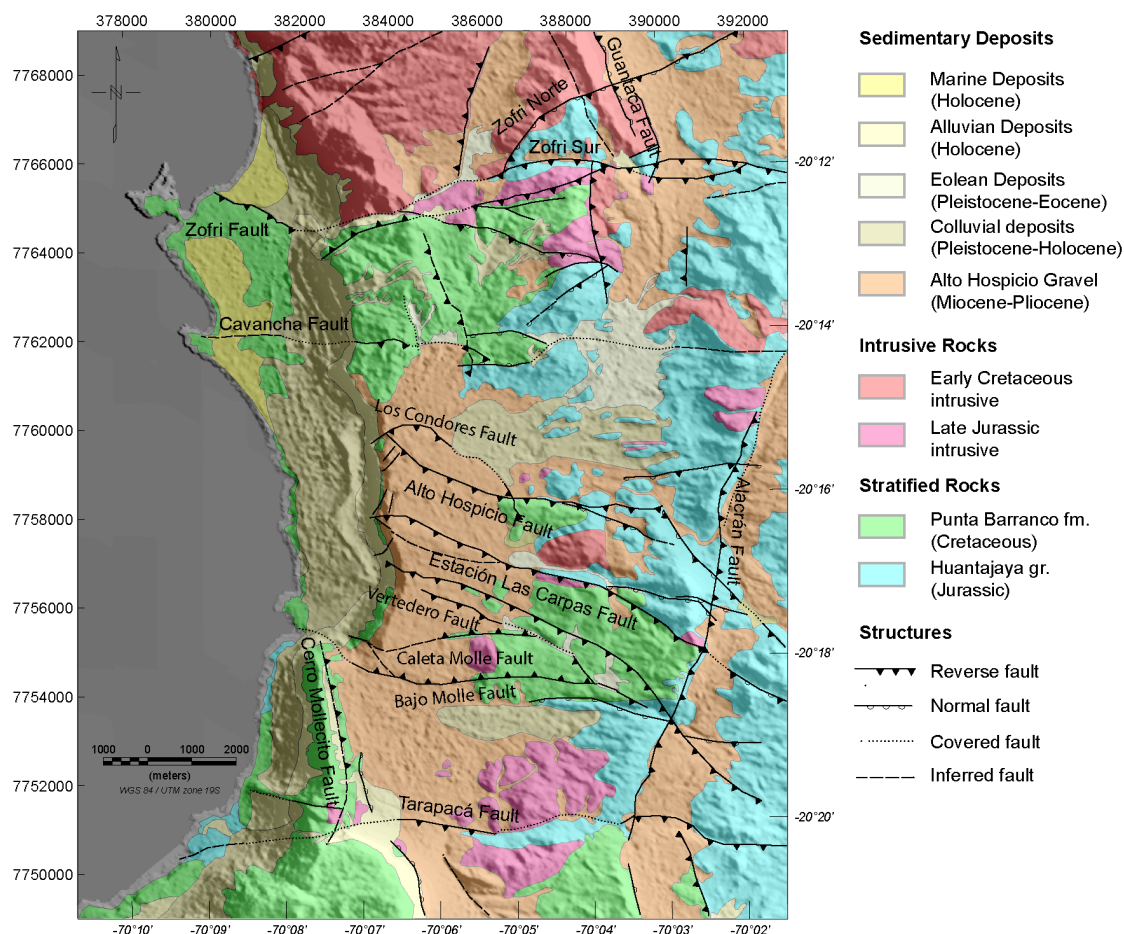 378000 380000 382000 384000 386000 388000 390000 392000
7768000
7766000
7764000
7762000
7760000
7758000
7756000
7754000
7752000
7750000
N
Guantaca Fault
Zofri Norte
Zofri Sur
Zofri Fault
Cavancha Fault
Los Condores Fault
Alto Hospicio Fault
Alacrán Fault
Estación Las Carpas Fault
Vertedero Fault
Caleta Molle Fault
Bajo Molle Fault
Cerro Mollecito Fault
Tarapacá Fault
1000 0 1000 2000
(meters)
WGS 84 / UTM zone 19S
-20°12'
-20°14'
-20°16'
-20°18'
-20°20'
-70°10' -70°09' -70°08' -70°07' -70°06' -70°05' -70°04' -70°03' -70°02'
Sedimentary Deposits
Marine Deposits
(Holocene)
Alluvian Deposits
(Holocene)
Eolean Deposits
(Pleistocene-Eocene)
Colluvial deposits
(Pleistocene-Holocene)
Alto Hospicio Gravel
(Miocene-Pliocene)
Intrusive Rocks
Early Cretaceous
intrusive
Late Jurassic
intrusive
Stratified Rocks
Punta Barranco fm.
(Cretaceous)
Huantajaya gr.
(Jurassic)
Structures
Reverse fault
Normal fault
Covered fault
Inferred fault